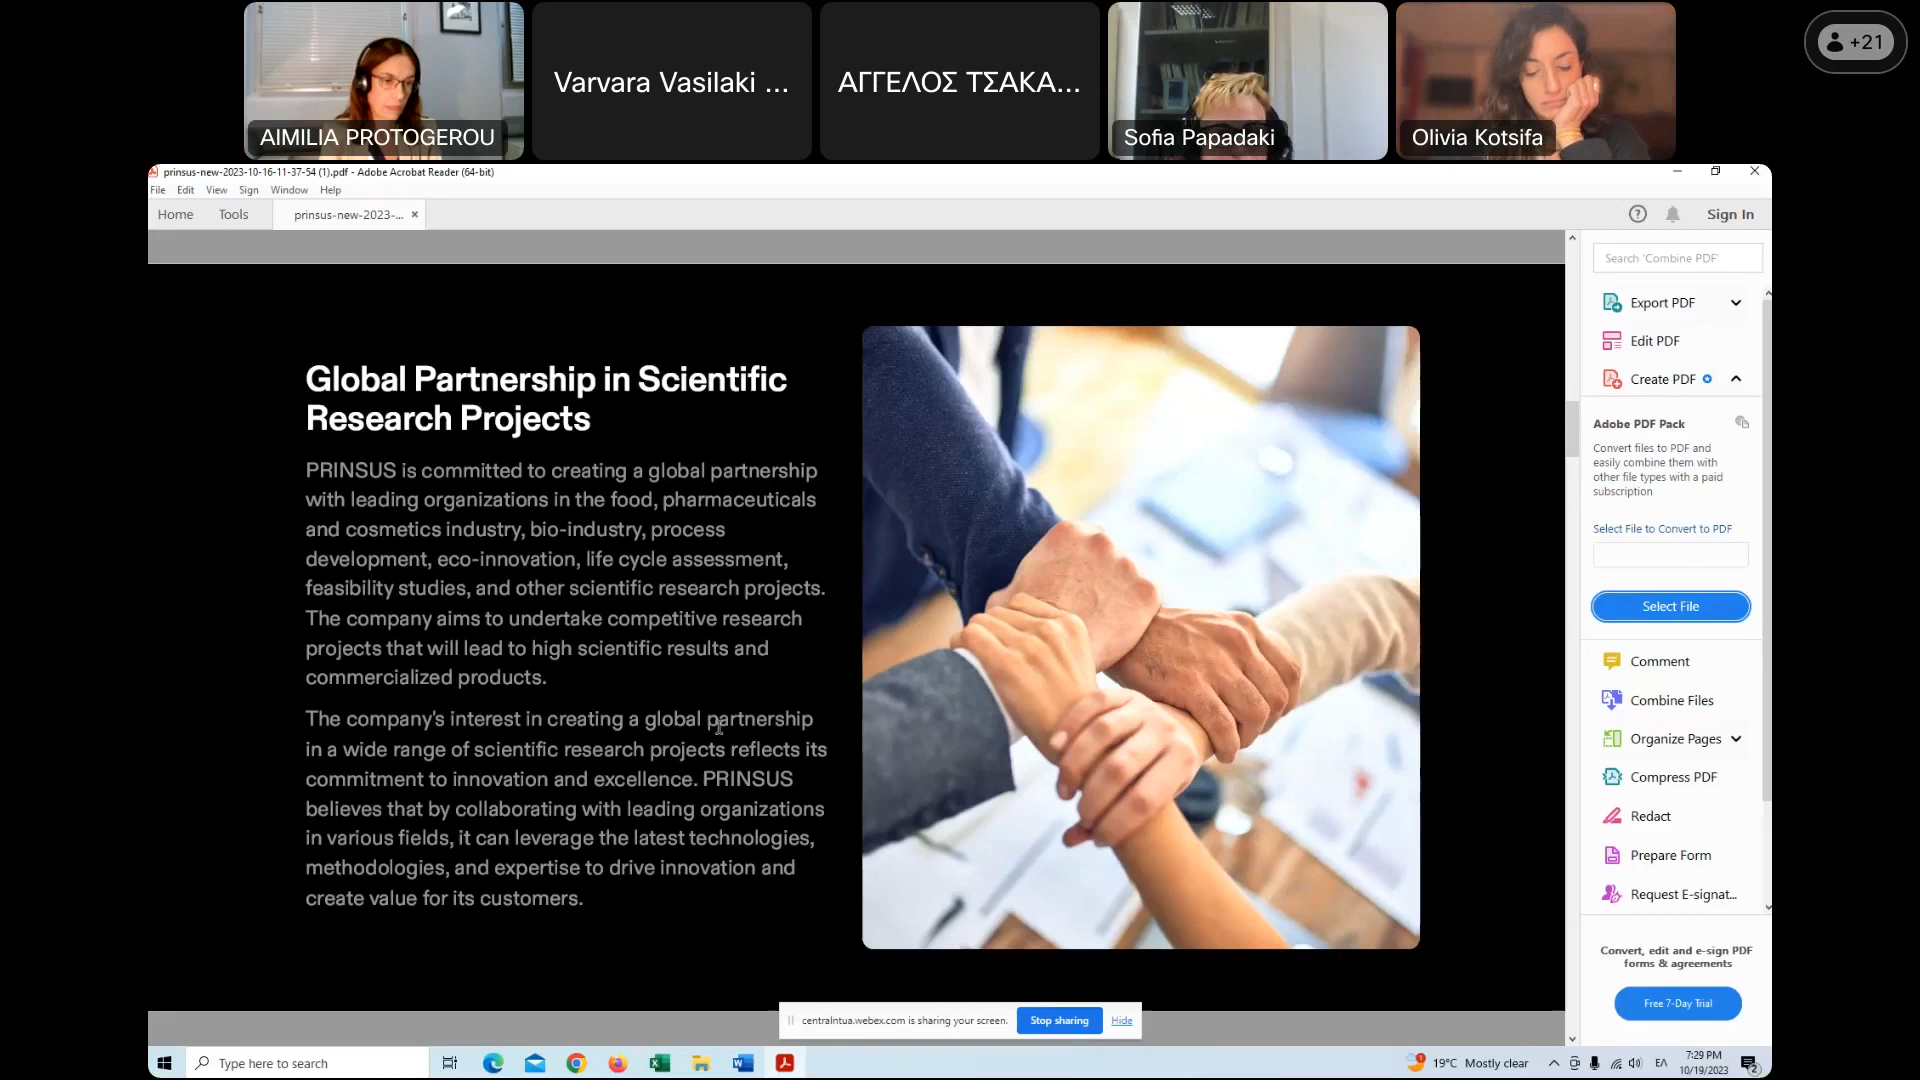 AIMILIA PROTOGEROU
Varvara Vasilaki ...
ΑΓΓΕΛΟΣ ΤΣΑΚΑ...
Sofia Papadaki
Olivia Kotsifa
+21
prinsus-new-2023-10-16-11-37-54 (1).pdf - Adobe Acrobat Reader (64-bit)
File Edit View Sign Window Help
Home Tools prinsus-new-2023-... × Sign In
Global Partnership in Scientific
Research Projects
PRINSUS is committed to creating a global partnership
with leading organizations in the food, pharmaceuticals
and cosmetics industry, bio-industry, process
development, eco-innovation, life cycle assessment,
feasibility studies, and other scientific research projects.
The company aims to undertake competitive research
projects that will lead to high scientific results and
commercialized products.
The company's interest in creating a global partnership
in a wide range of scientific research projects reflects its
commitment to innovation and excellence. PRINSUS
believes that by collaborating with leading organizations
in various fields, it can leverage the latest technologies,
methodologies, and expertise to drive innovation and
create value for its customers.
Search 'Combine PDF'
Export PDF
Edit PDF
Create PDF
Adobe PDF Pack
Convert files to PDF and
easily combine them with
other file types with a paid
subscription
Select File to Convert to PDF
Select File
Comment
Combine Files
Organize Pages
Compress PDF
Redact
Prepare Form
Request E-signat...
Convert, edit and e-sign PDF
forms & agreements
Free 7-Day Trial
centralntua.webex.com is sharing your screen. Stop sharing Hide
Type here to search
19°C Mostly clear
ΕΛ
7:29 PM
10/19/2023
2